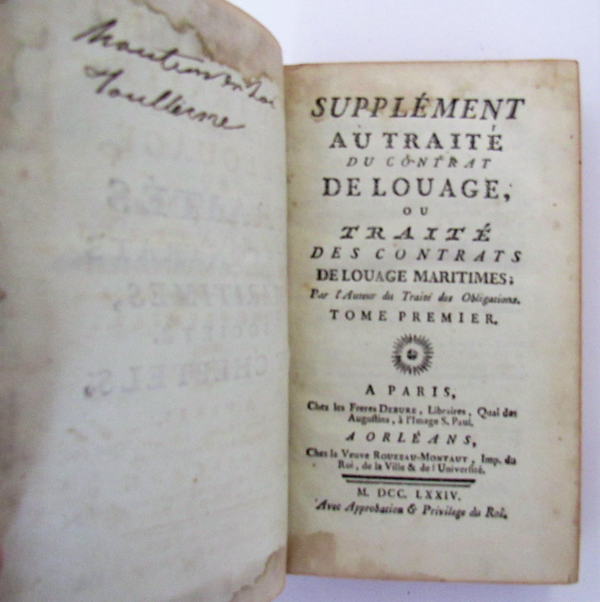 SUPPLÉMENT
AU TRAITÉ
DU CONTRAT
DE LOUAGE,
OU
TRAITÉ
DES CONTRATS
DE LOUAGE MARITIMES;
Par l'Auteur du Traité des Obligations.
TOME PREMIER.
A PARIS,
Chez les Freres DEBURE, Libraires, Quai des
Augustins, à l'Image S. Paul.
A ORLÉANS,
Chez la Veuve ROUZEAU-MONTAUT, Imp. du
Roi, de la Ville & de l'Université.
M. DCC. LXXIV.
Avec Approbation & Privilege du Roi.